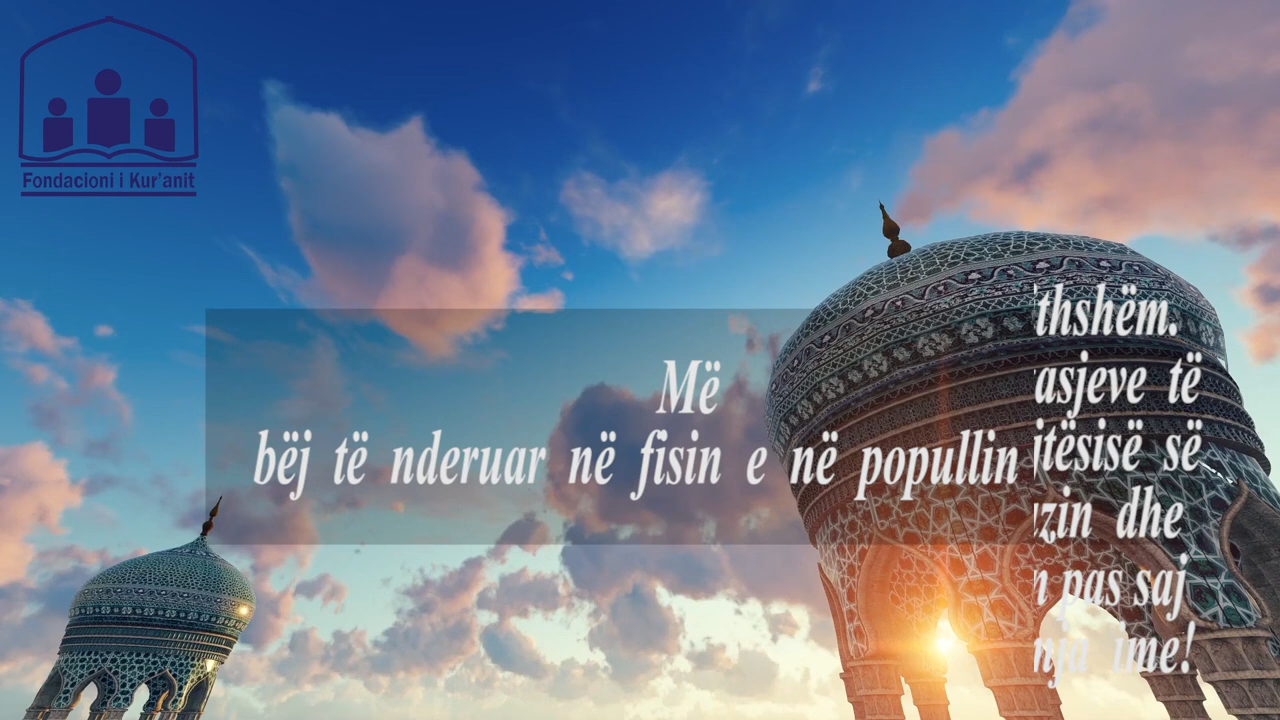 Fondacioni i Kur'anit
Më
bëj të nderuar në fisin e në popullin
thshëm.
asjeve të
itësisë së
zin dhe
pas saj
ime!